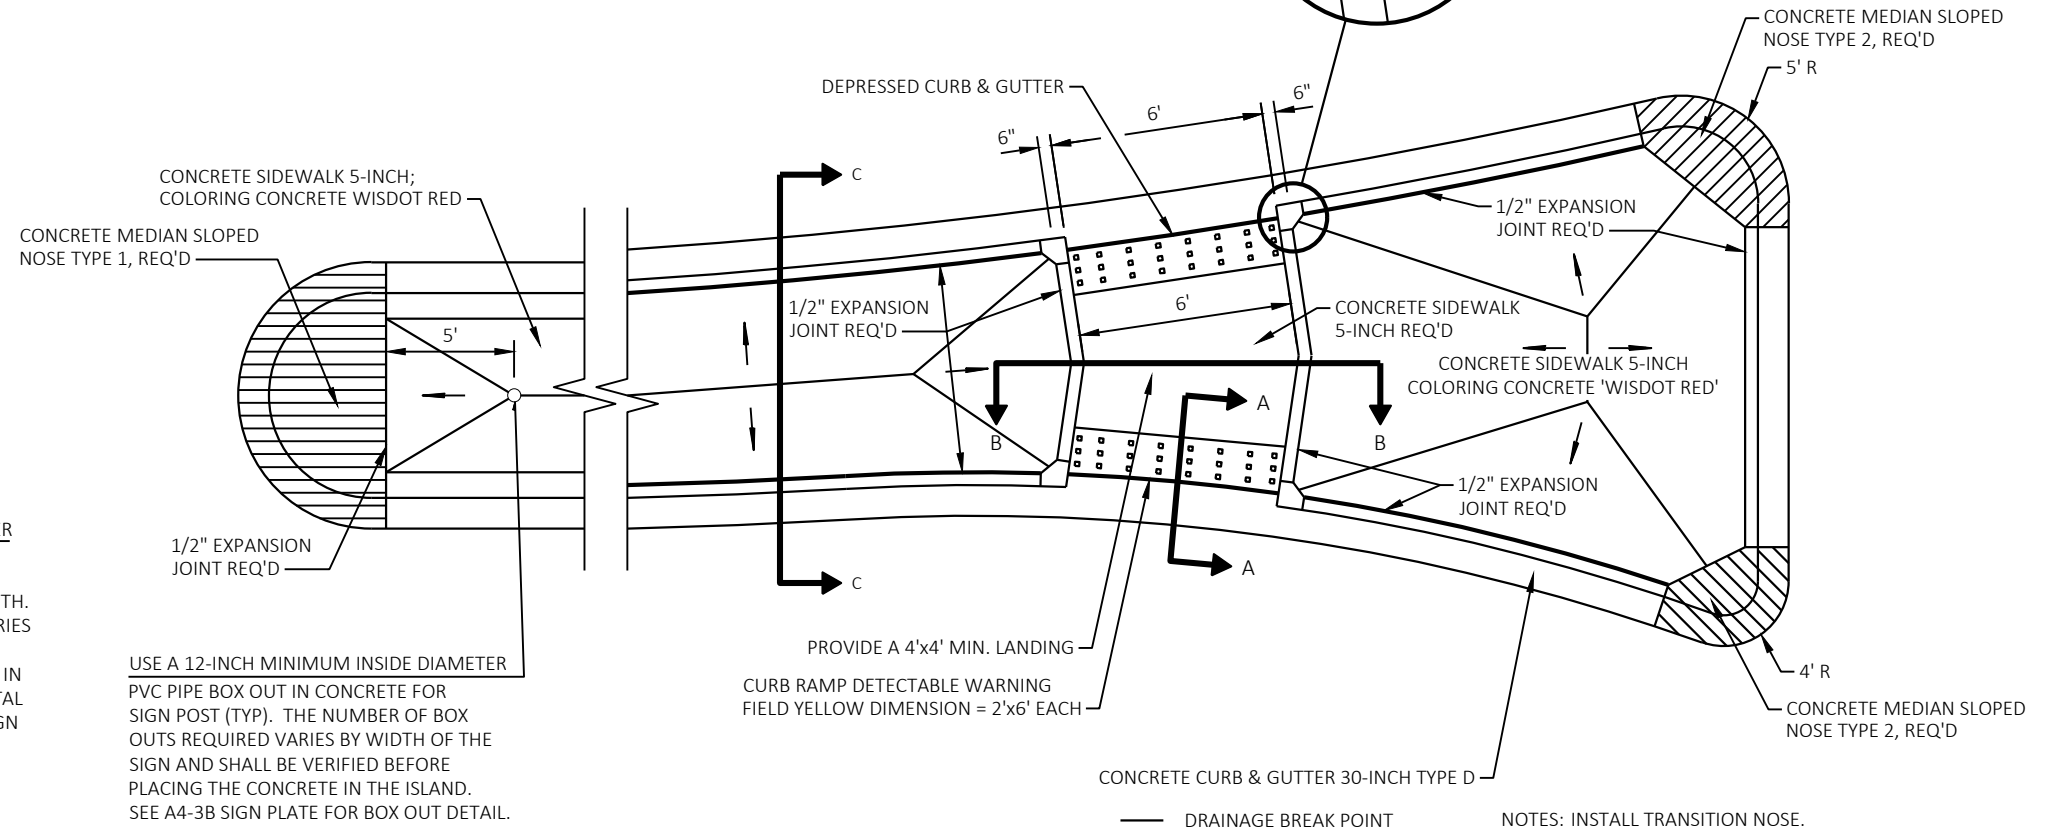 CONCRETE MEDIAN SLOPED
NOSE TYPE 2, REQ'D
5' R
DEPRESSED CURB & GUTTER
6"
6'
6"
CONCRETE SIDEWALK 5-INCH;
COLORING CONCRETE WISDOT RED
C
CONCRETE MEDIAN SLOPED
NOSE TYPE 1, REQ'D
1/2" EXPANSION
JOINT REQ'D
1/2" EXPANSION
JOINT REQ'D
6'
CONCRETE SIDEWALK
5-INCH REQ'D
5'
CONCRETE SIDEWALK 5-INCH
COLORING CONCRETE 'WISDOT RED'
A
B
B
1/2" EXPANSION
JOINT REQ'D
ER
1/2" EXPANSION
JOINT REQ'D
A
C
TH.
RIES
IN
TAL
GN
USE A 12-INCH MINIMUM INSIDE DIAMETER
PVC PIPE BOX OUT IN CONCRETE FOR
SIGN POST (TYP). THE NUMBER OF BOX
OUTS REQUIRED VARIES BY WIDTH OF THE
SIGN AND SHALL BE VERIFIED BEFORE
PLACING THE CONCRETE IN THE ISLAND.
SEE A4-3B SIGN PLATE FOR BOX OUT DETAIL.
PROVIDE A 4'x4' MIN. LANDING
CURB RAMP DETECTABLE WARNING
FIELD YELLOW DIMENSION = 2'x6' EACH
4' R
CONCRETE MEDIAN SLOPED
NOSE TYPE 2, REQ'D
CONCRETE CURB & GUTTER 30-INCH TYPE D
DRAINAGE BREAK POINT
NOTES: INSTALL TRANSITION NOSE.